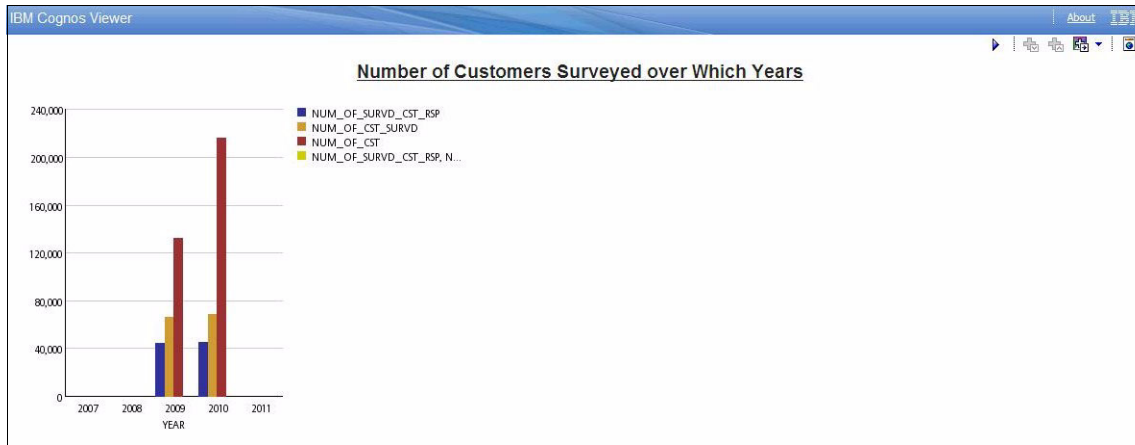 IBM Cognos Viewer
About IBM
Number of Customers Surveyed over Which Years
240,000
200,000
160,000
120,000
80,000
40,000
0
2007 2008 2009 2010 2011
YEAR
NUM_OF_SURVD_CST_RSP
NUM_OF_CST_SURVD
NUM_OF_CST
NUM_OF_SURVD_CST_RSP, N...